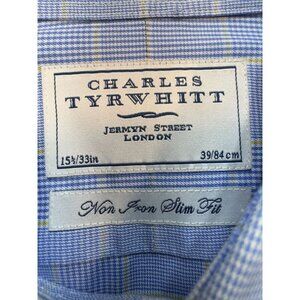 CHARLES
TYRWHITT
JERMYN STREET
LONDON
15½/33in 39/84cm
Non Iron Slim Fit